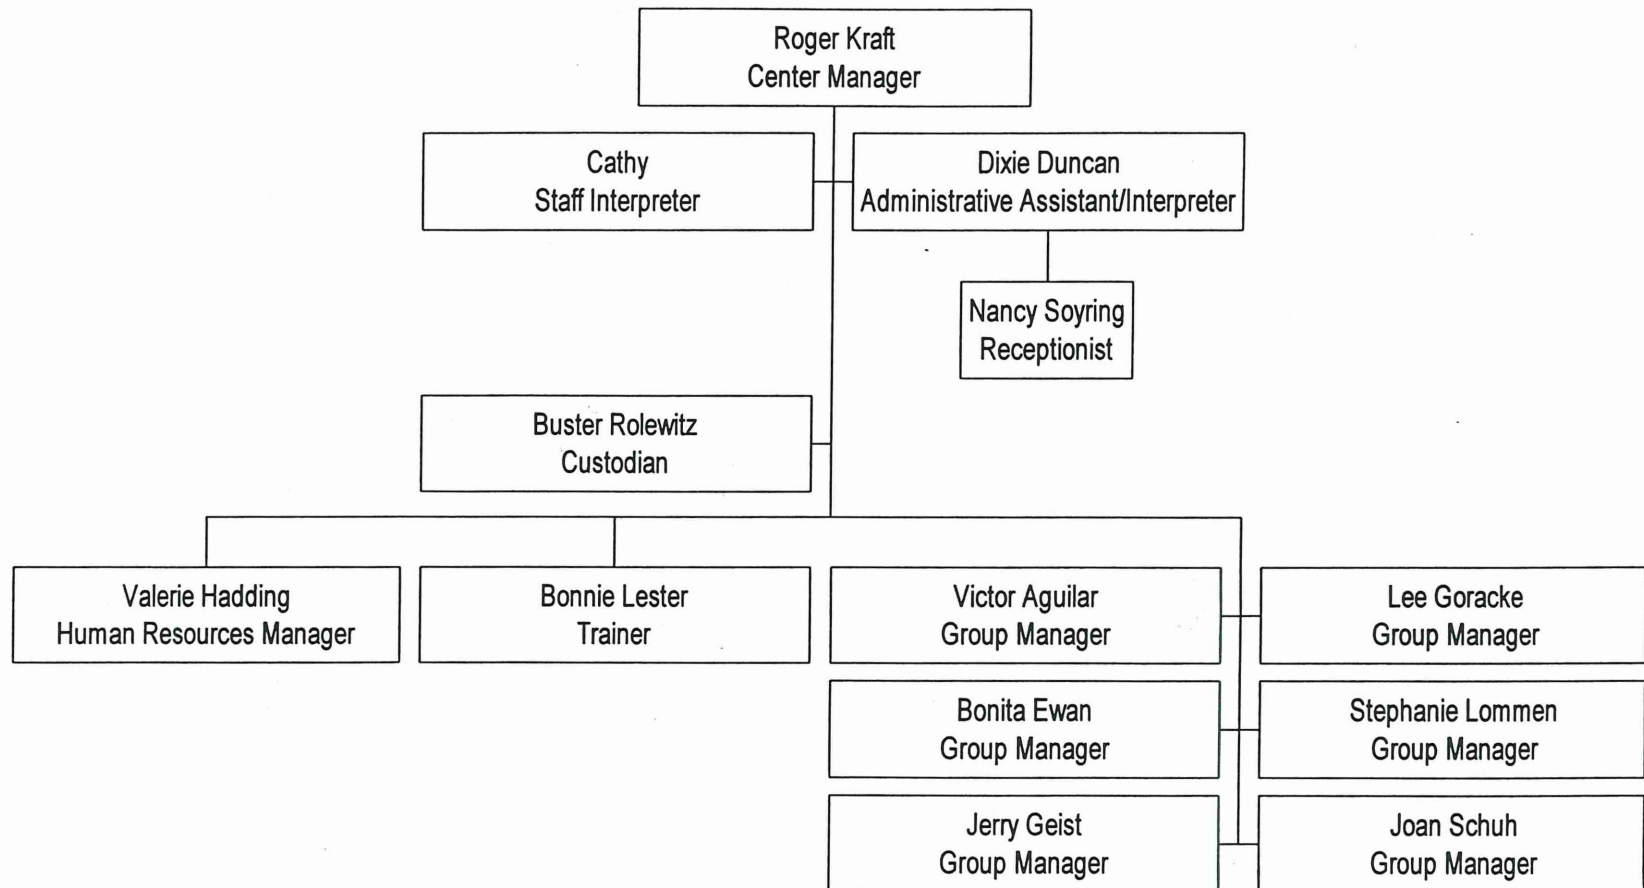 Roger Kraft
Center Manager
Cathy
Staff Interpreter
Dixie Duncan
Administrative Assistant/Interpreter
Nancy Soyring
Receptionist
Buster Rolewitz
Custodian
Valerie Hadding
Human Resources Manager
Bonnie Lester
Trainer
Victor Aguilar
Group Manager
Lee Goracke
Group Manager
Bonita Ewan
Group Manager
Stephanie Lommen
Group Manager
Jerry Geist
Group Manager
Joan Schuh
Group Manager